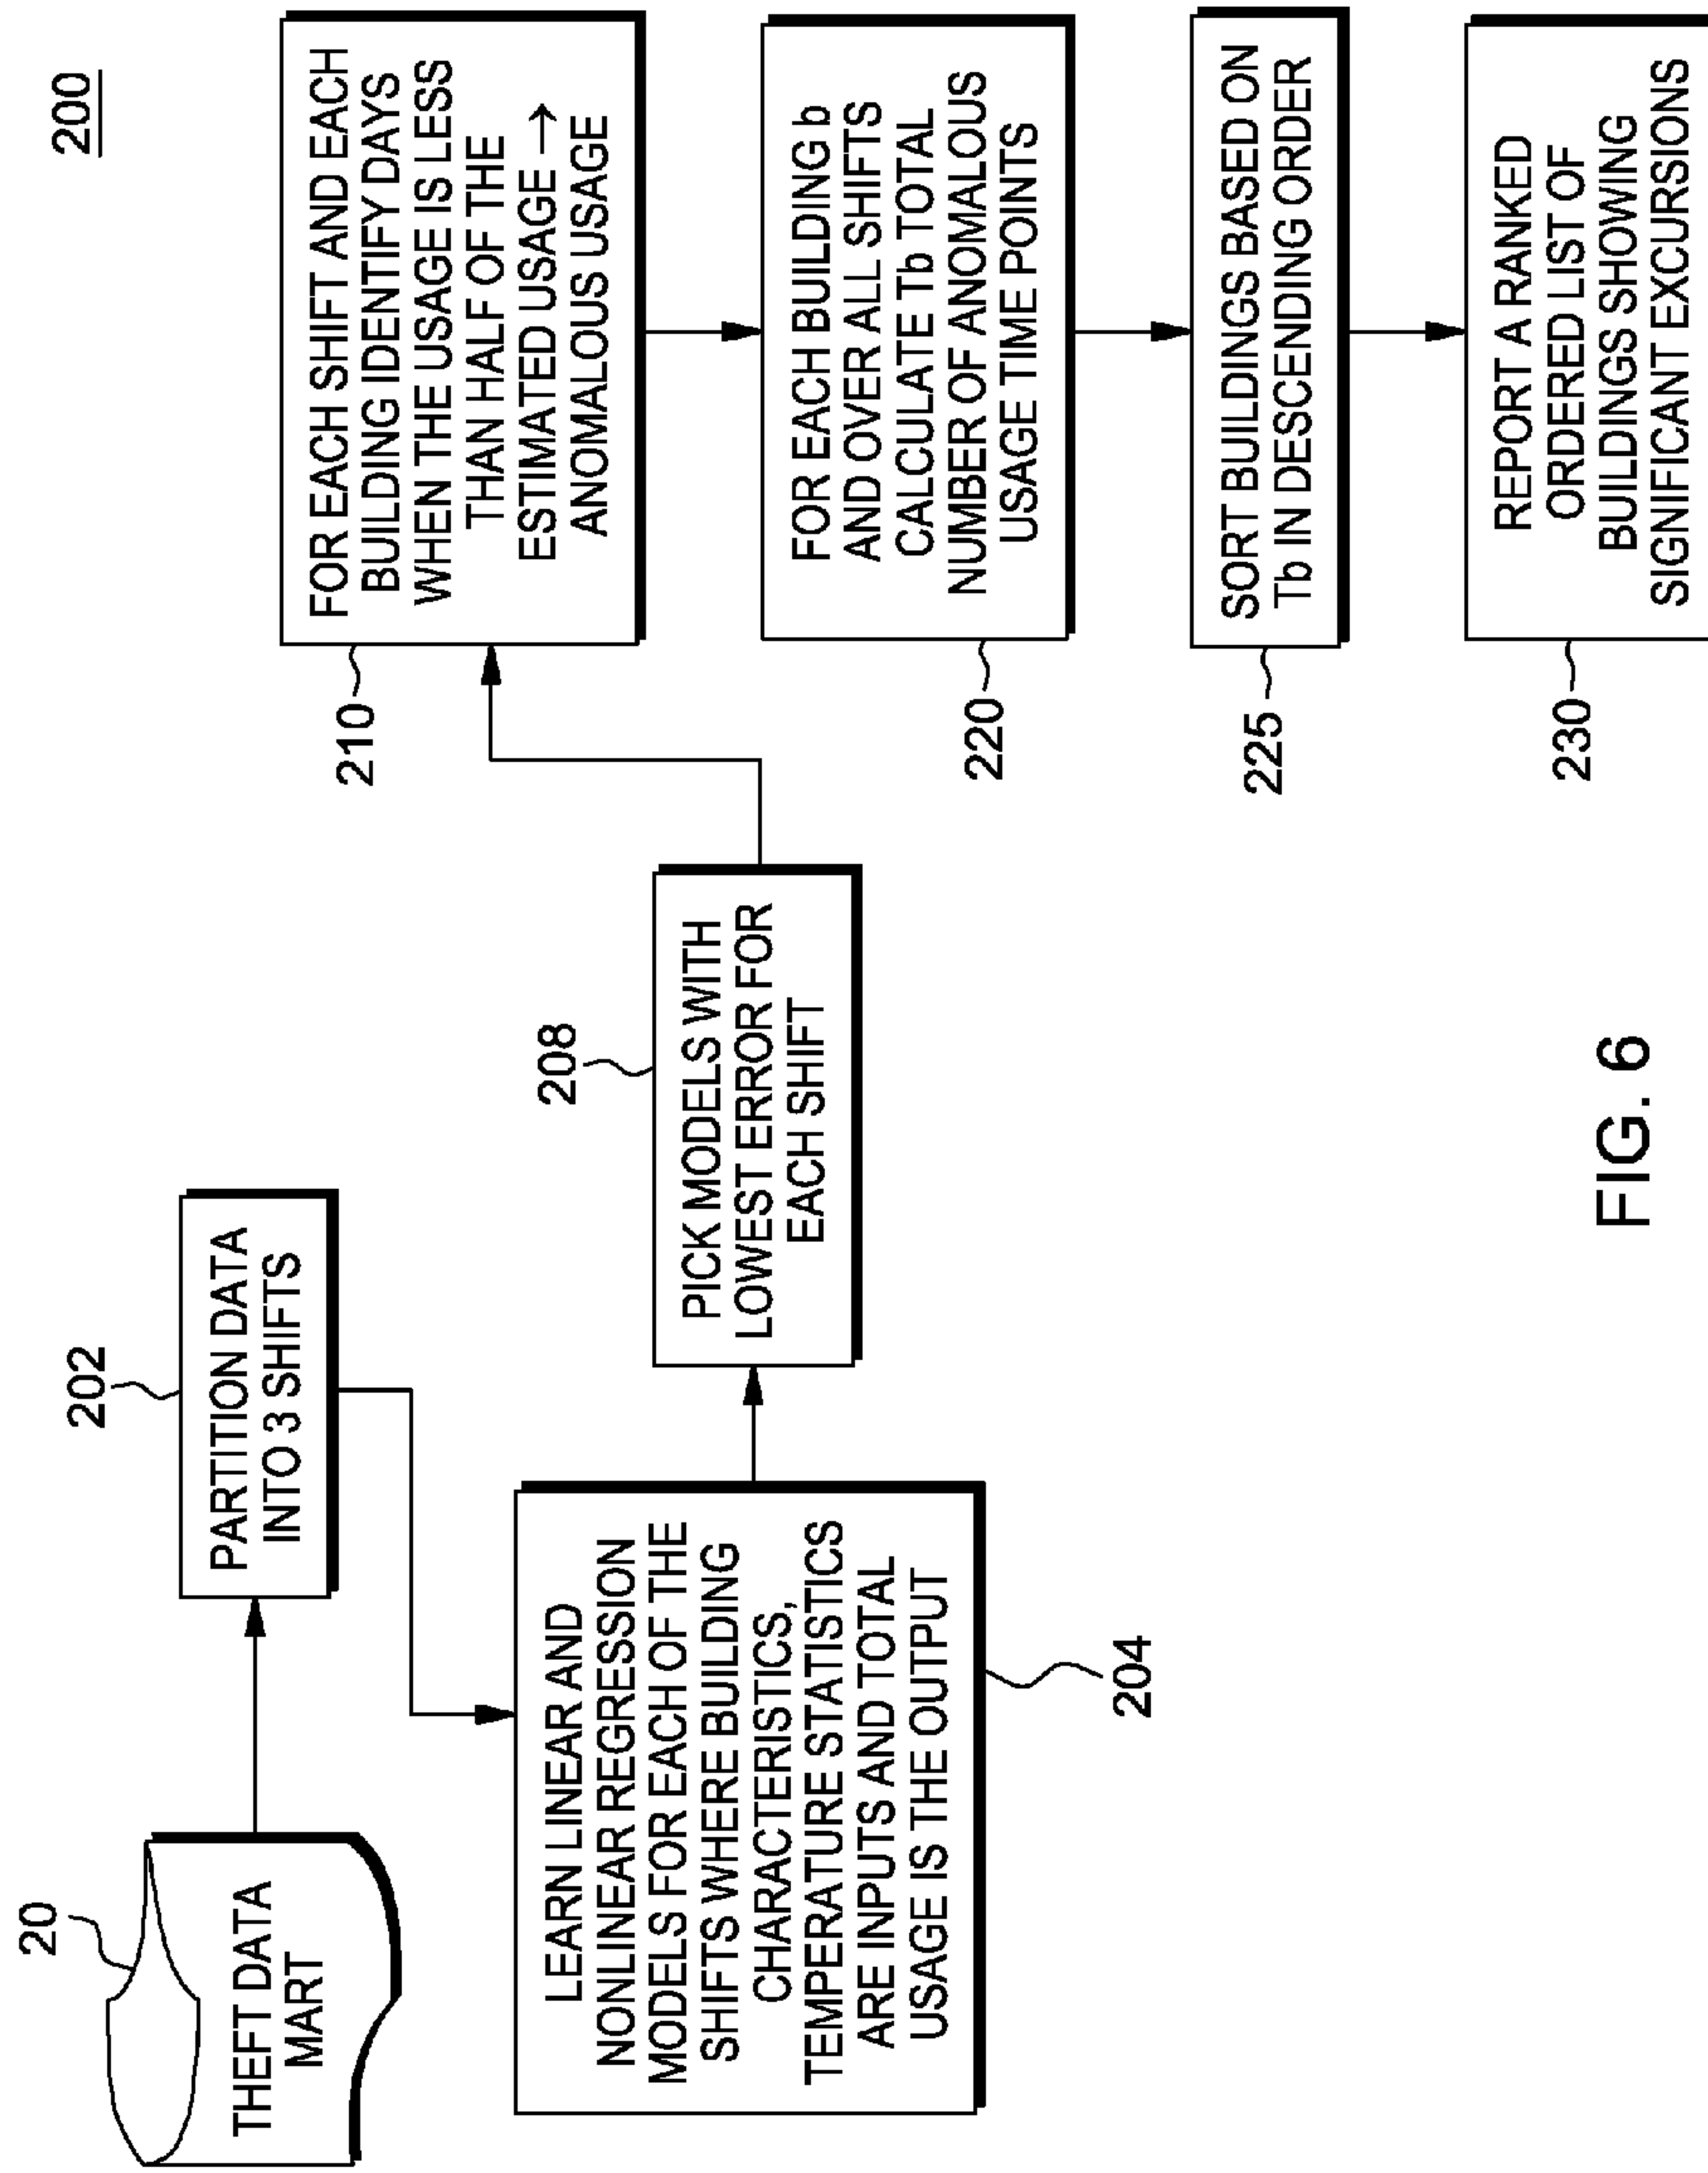 200
20
THEFT DATA
MART
202
PARTITION DATA
INTO 3 SHIFTS
LEARN LINEAR AND
NONLINEAR REGRESSION
MODELS FOR EACH OF THE
SHIFTS WHERE BUILDING
CHARACTERISTICS,
TEMPERATURE STATISTICS
ARE INPUTS AND TOTAL
USAGE IS THE OUTPUT
204
208
PICK MODELS WITH
LOWEST ERROR FOR
EACH SHIFT
210
FOR EACH SHIFT AND EACH
BUILDING IDENTIFY DAYS
WHEN THE USAGE IS LESS
THAN HALF OF THE
ESTIMATED USAGE →
ANOMALOUS USAGE
220
FOR EACH BUILDING b
AND OVER ALL SHIFTS
CALCULATE Tb TOTAL
NUMBER OF ANOMALOUS
USAGE TIME POINTS
225
SORT BUILDINGS BASED ON
Tb IN DESCENDING ORDER
230
REPORT A RANKED
ORDERED LIST OF
BUILDINGS SHOWING
SIGNIFICANT EXCURSIONS
FIG. 6